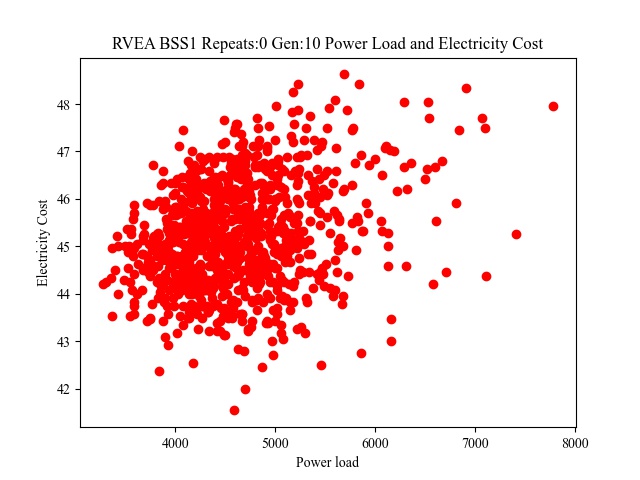 RVEA BSS1 Repeats:0 Gen:10 Power Load and Electricity Cost
48
47
46
45
44
43
42
Electricity Cost
4000 5000 6000 7000 8000
Power load